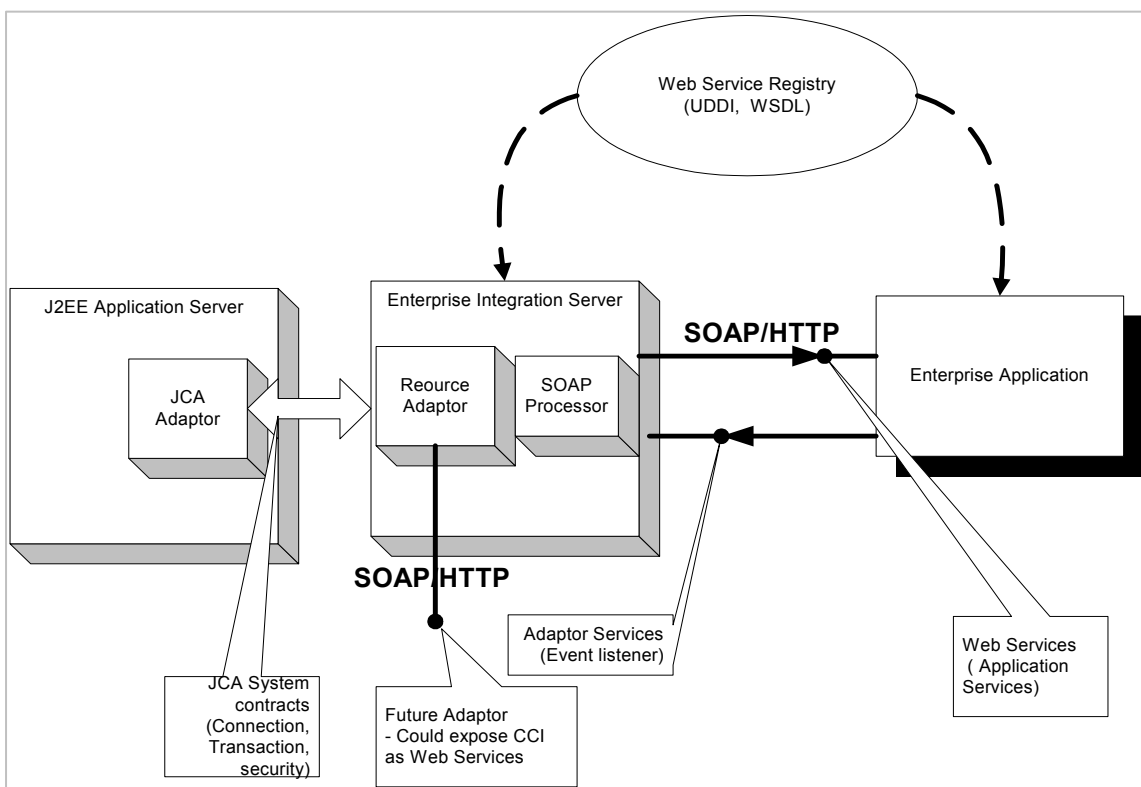 Web Service Registry
(UDDI, WSDL)
J2EE Application Server
Enterprise Integration Server
SOAP/HTTP
JCA
Adaptor
Reource
Adaptor
SOAP
Processor
Enterprise Application
SOAP/HTTP
Adaptor Services
(Event listener)
Web Services
( Application
Services)
JCA System
contracts
(Connection,
Transaction,
security)
Future Adaptor
- Could expose CCI
as Web Services